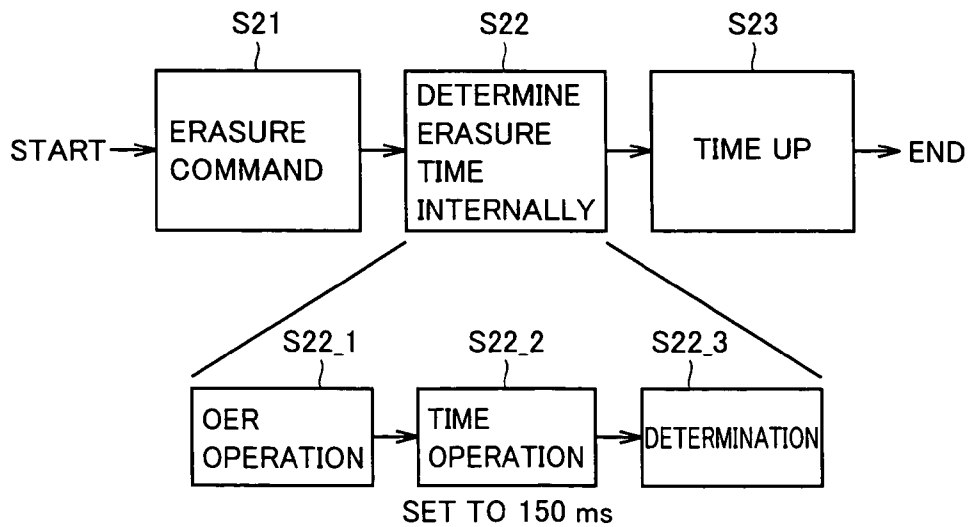 S21
S22
S23
START
ERASURE
COMMAND
DETERMINE
ERASURE
TIME
INTERNALLY
TIME UP
END
S22_1
S22_2
S22_3
OER
OPERATION
TIME
OPERATION
DETERMINATION
SET TO 150 ms